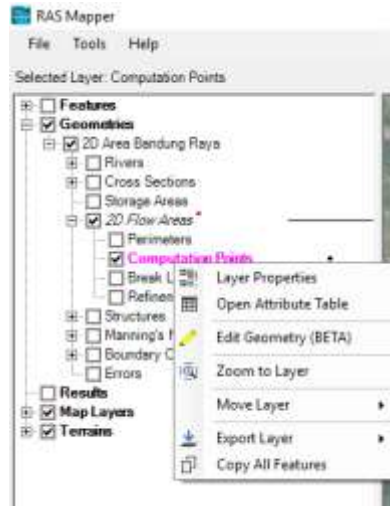 RAS Mapper
File Tools Help
Selected Layer: Computation Points
Features
Geometries
2D Area Bandung Raya
Rivers
Cross Sections
Storage Areas
2D Flow Areas *
Perimeters
Computation Points
Break L
Refinem
Structures
Manning's
Boundary C
Errors
Results
Map Layers
Terrains
Layer Properties
Open Attribute Table
Edit Geometry (BETA)
Zoom to Layer
Move Layer
Export Layer
Copy All Features